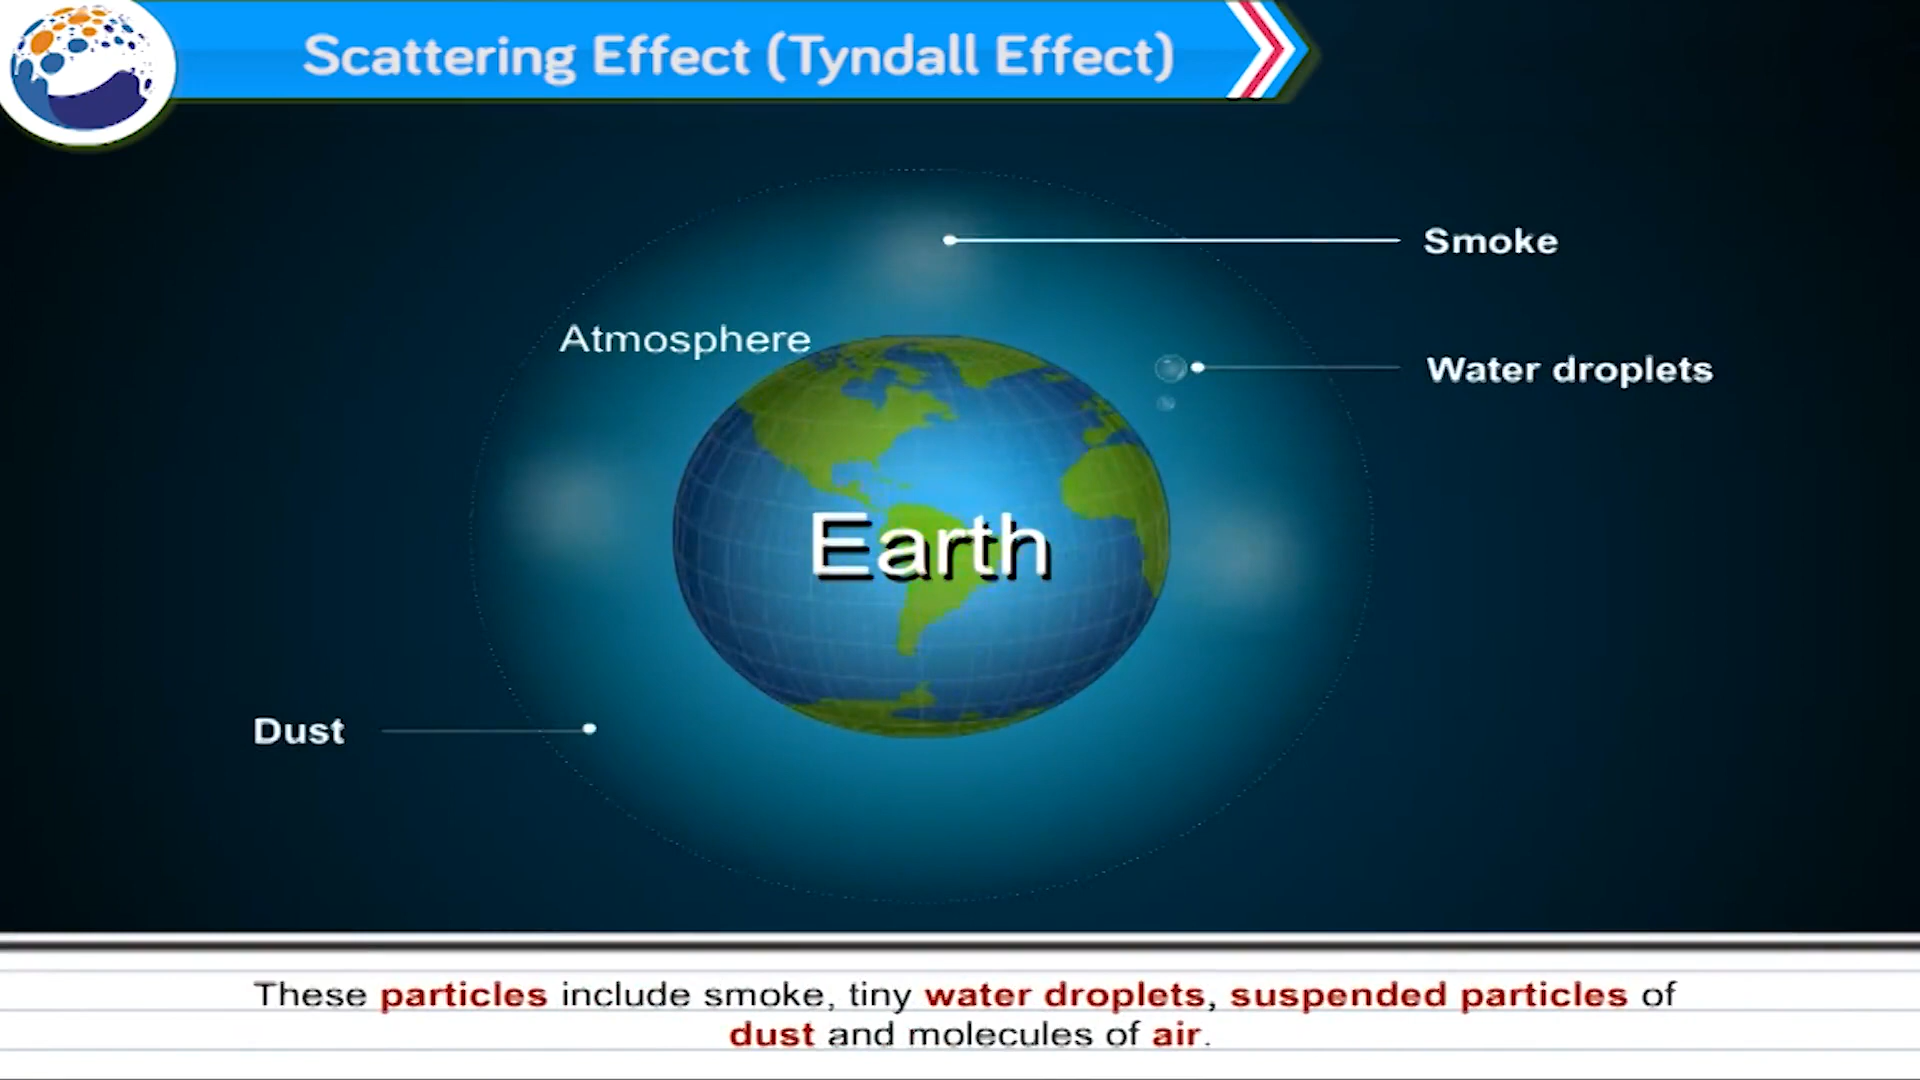 Scattering Effect (Tyndall Effect)
Smoke
Atmosphere
Water droplets
Earth
Dust
These particles include smoke, tiny water droplets, suspended particles of
dust and molecules of air.